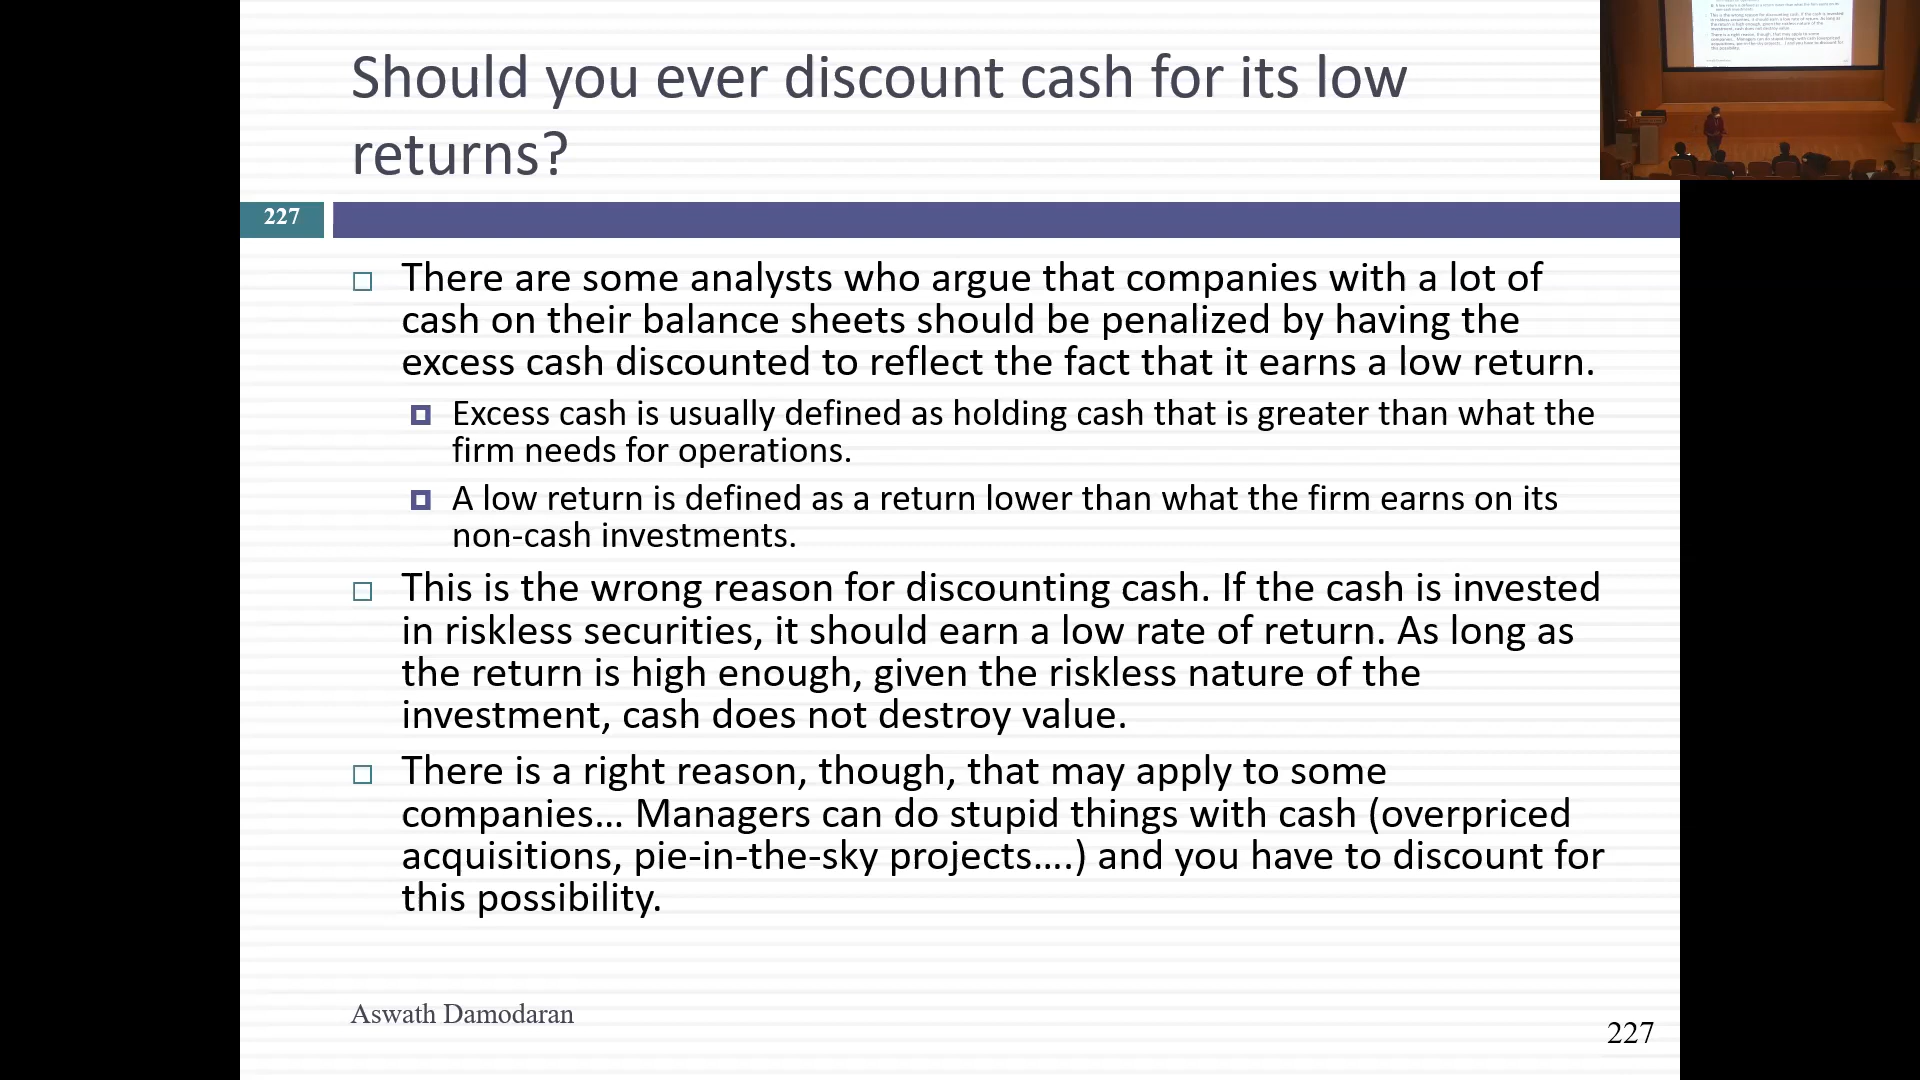 Should you ever discount cash for its low
returns?
227
There are some analysts who argue that companies with a lot of
cash on their balance sheets should be penalized by having the
excess cash discounted to reflect the fact that it earns a low return.
Excess cash is usually defined as holding cash that is greater than what the
firm needs for operations.
A low return is defined as a return lower than what the firm earns on its
non-cash investments.
This is the wrong reason for discounting cash. If the cash is invested
in riskless securities, it should earn a low rate of return. As long as
the return is high enough, given the riskless nature of the
investment, cash does not destroy value.
There is a right reason, though, that may apply to some
companies… Managers can do stupid things with cash (overpriced
acquisitions, pie-in-the-sky projects….) and you have to discount for
this possibility.
Aswath Damodaran
227